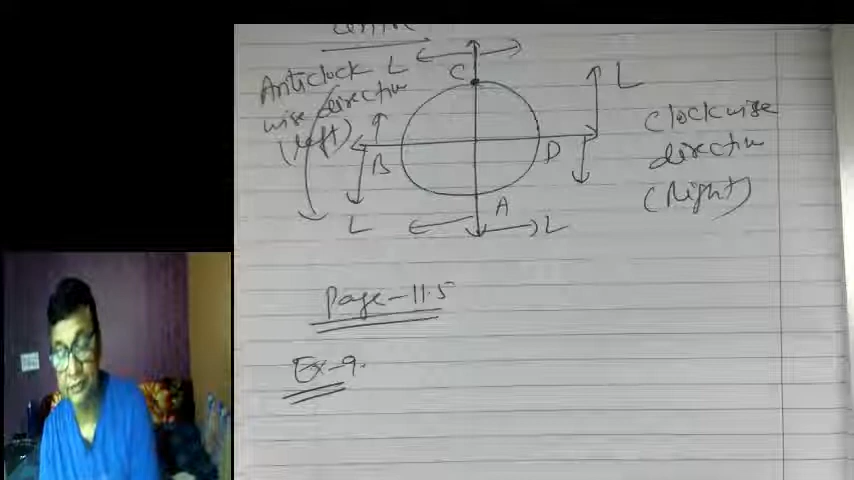 C
Anticlock L
wise direction
(left)
B
L
A
L
D
L
Clockwise
direction
(Right)
Page-11.5
Ex-9.